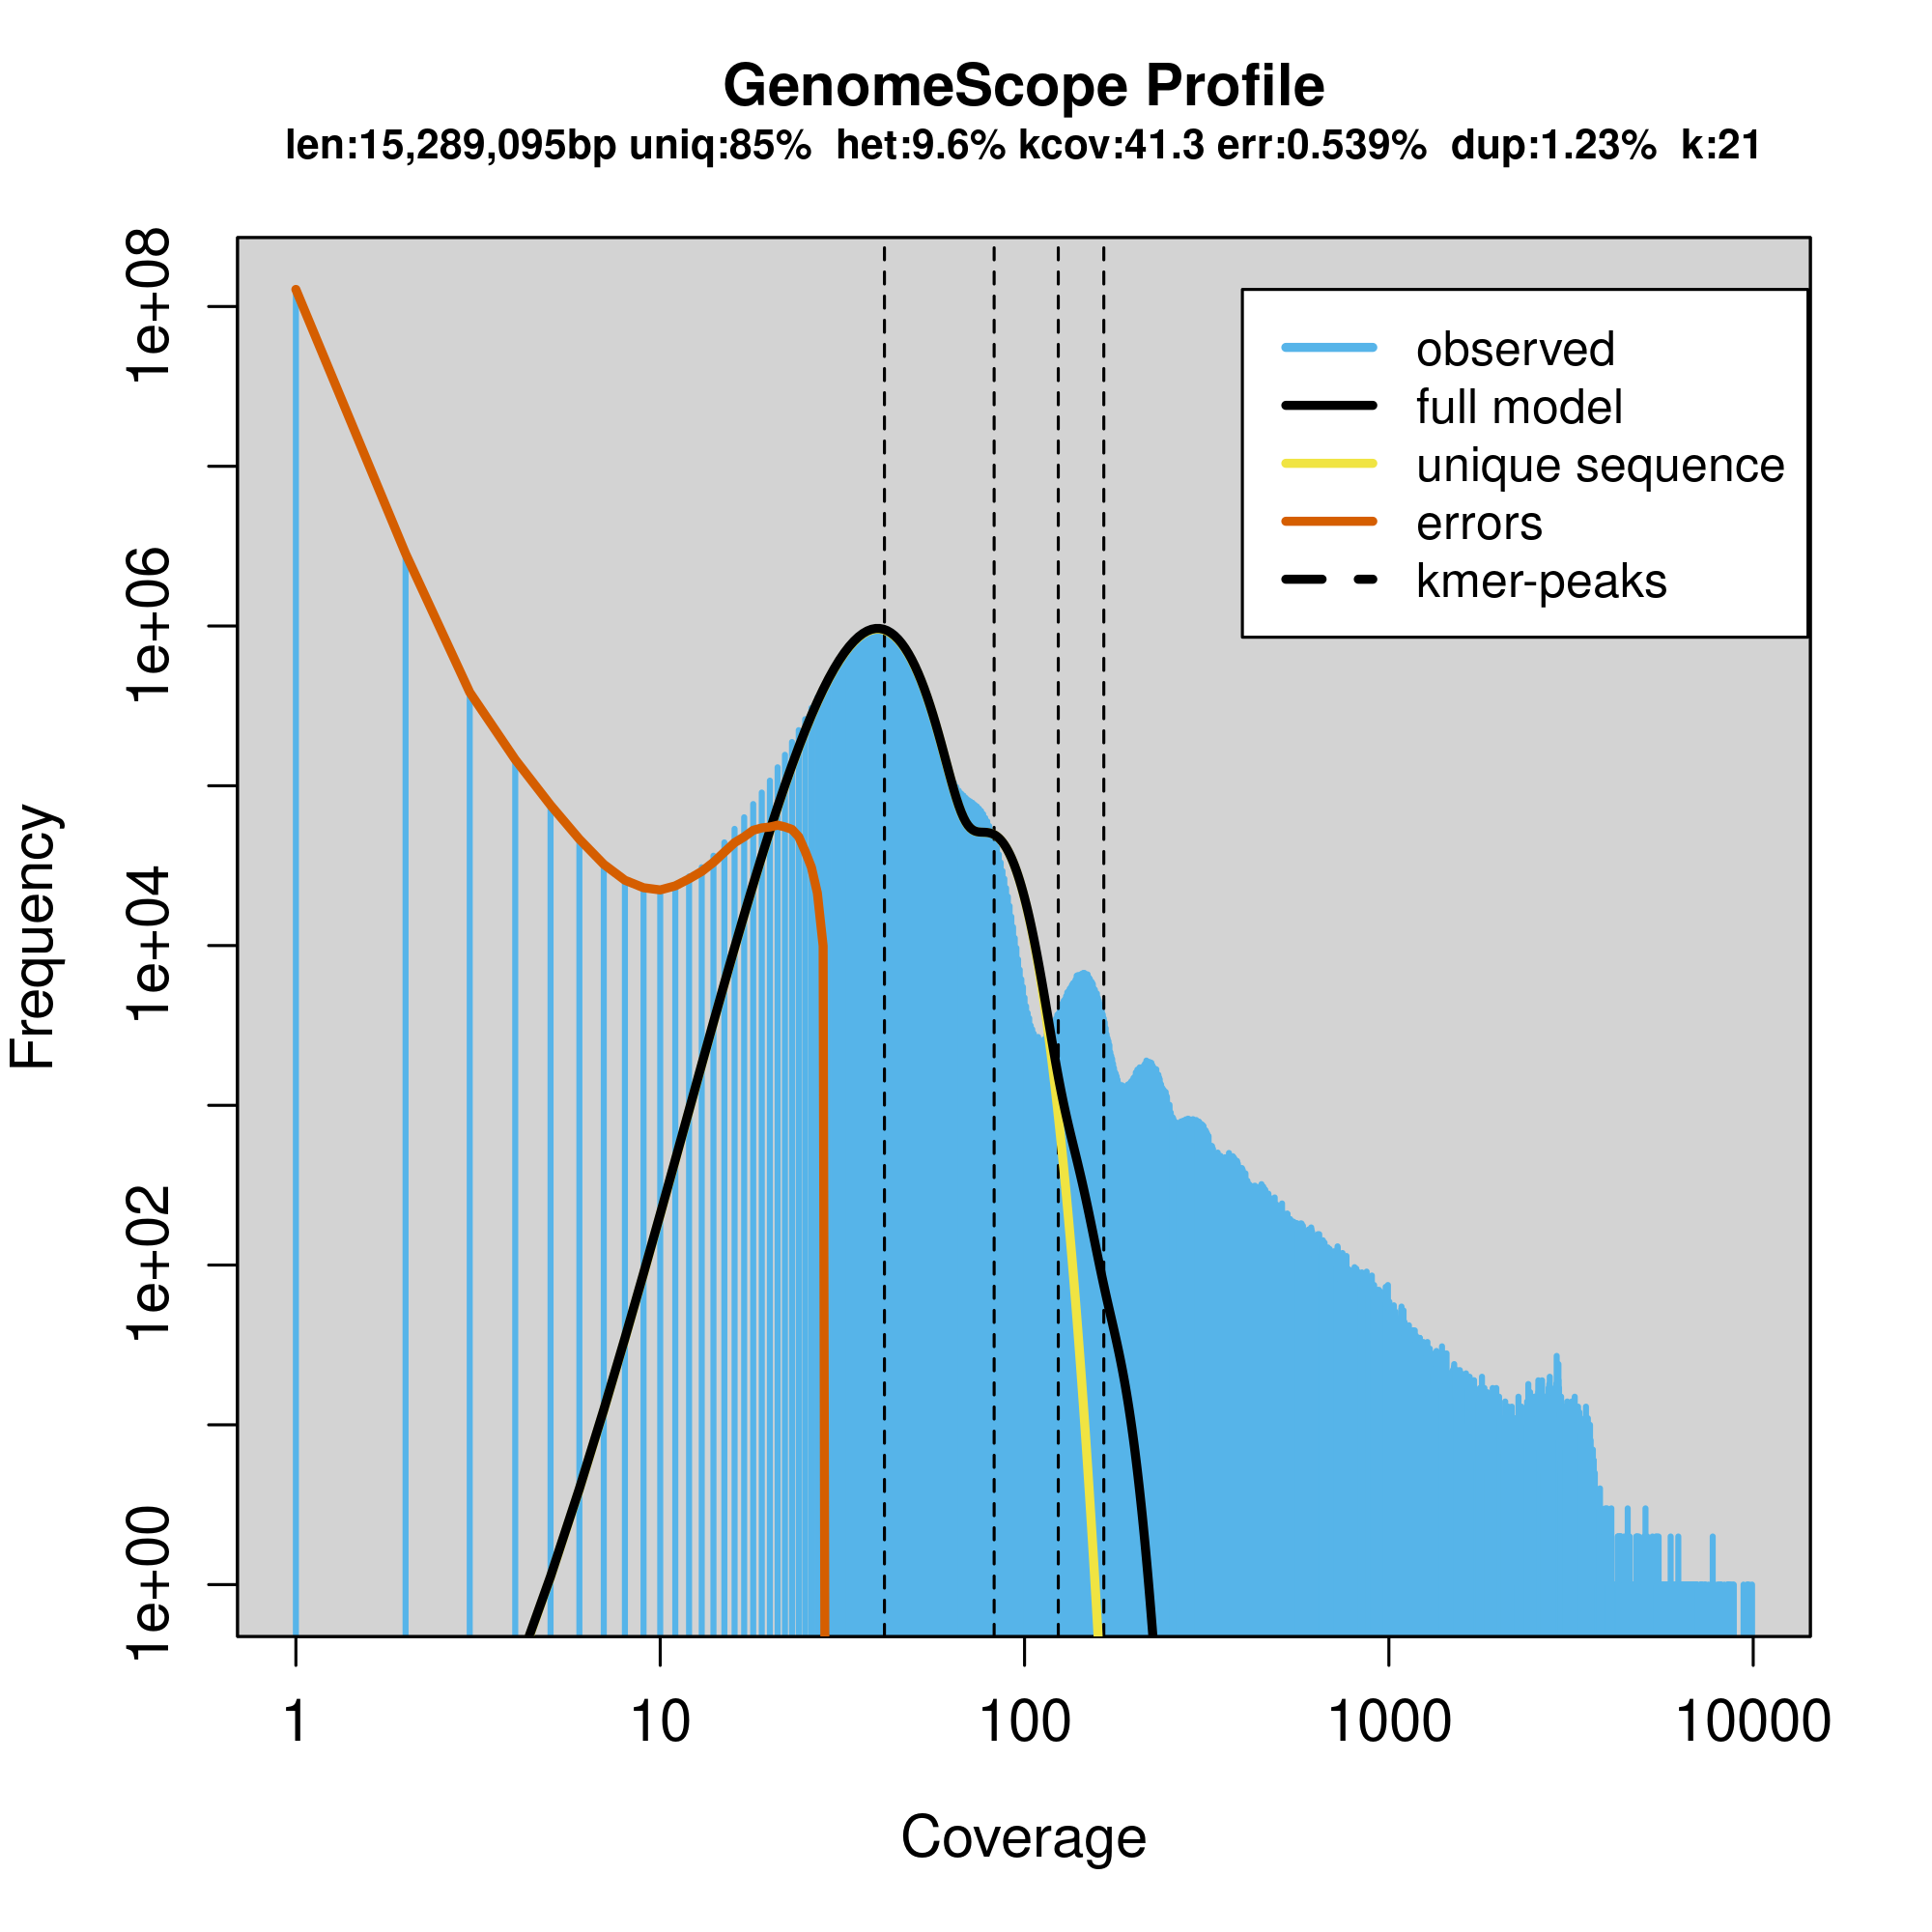 GenomeScope Profile
len:15,289,095bp uniq:85% het:9.6% kcov:41.3 err:0.539% dup:1.23% k:21
Frequency
1e+08
1e+06
1e+04
1e+02
1e+00
observed
full model
unique sequence
errors
kmer-peaks
1 10 100 1000 10000
Coverage